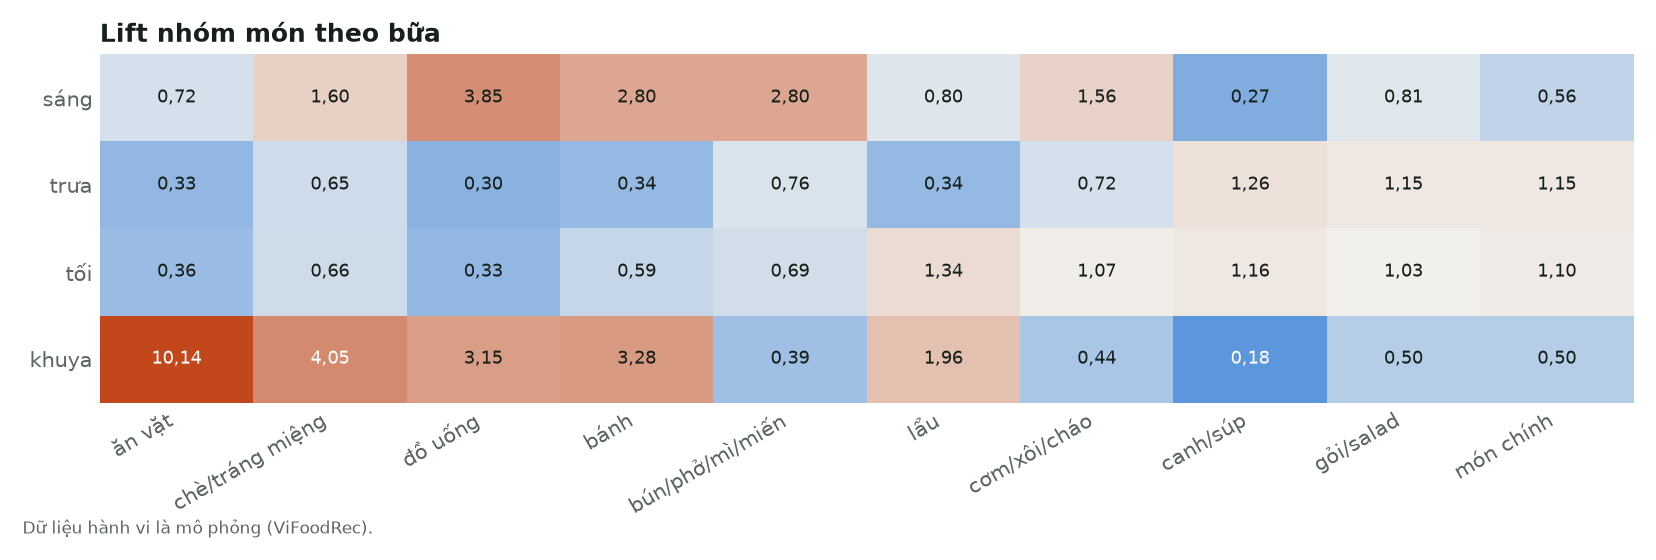 Lift nhóm món theo bữa
sáng 0,72 1,60 3,85 2,80 2,80 0,80 1,56 0,27 0,81 0,56
trưa 0,33 0,65 0,30 0,34 0,76 0,34 0,72 1,26 1,15 1,15
tối 0,36 0,66 0,33 0,59 0,69 1,34 1,07 1,16 1,03 1,10
khuya 10,14 4,05 3,15 3,28 0,39 1,96 0,44 0,18 0,50 0,50
ăn vặt chè/tráng miệng đồ uống bánh bún/phở/mì/miến lẩu cơm/xôi/cháo canh/súp gỏi/salad món chính
Dữ liệu hành vi là mô phỏng (ViFoodRec).